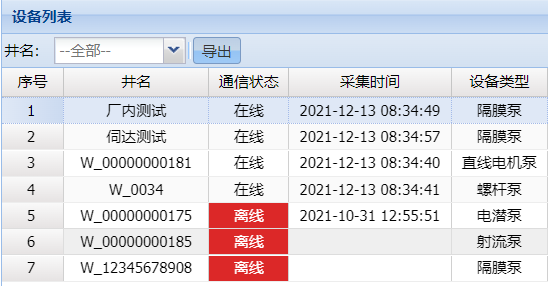 设备列表
井名： --全部-- 导出
序号 井名 通信状态 采集时间 设备类型
1 厂内测试 在线 2021-12-13 08:34:49 隔膜泵
2 伺达测试 在线 2021-12-13 08:34:57 隔膜泵
3 W_00000000181 在线 2021-12-13 08:34:40 直线电机泵
4 W_0034 在线 2021-12-13 08:34:41 螺杆泵
5 W_00000000175 离线 2021-10-31 12:55:51 电潜泵
6 W_00000000185 离线 射流泵
7 W_12345678908 离线 隔膜泵